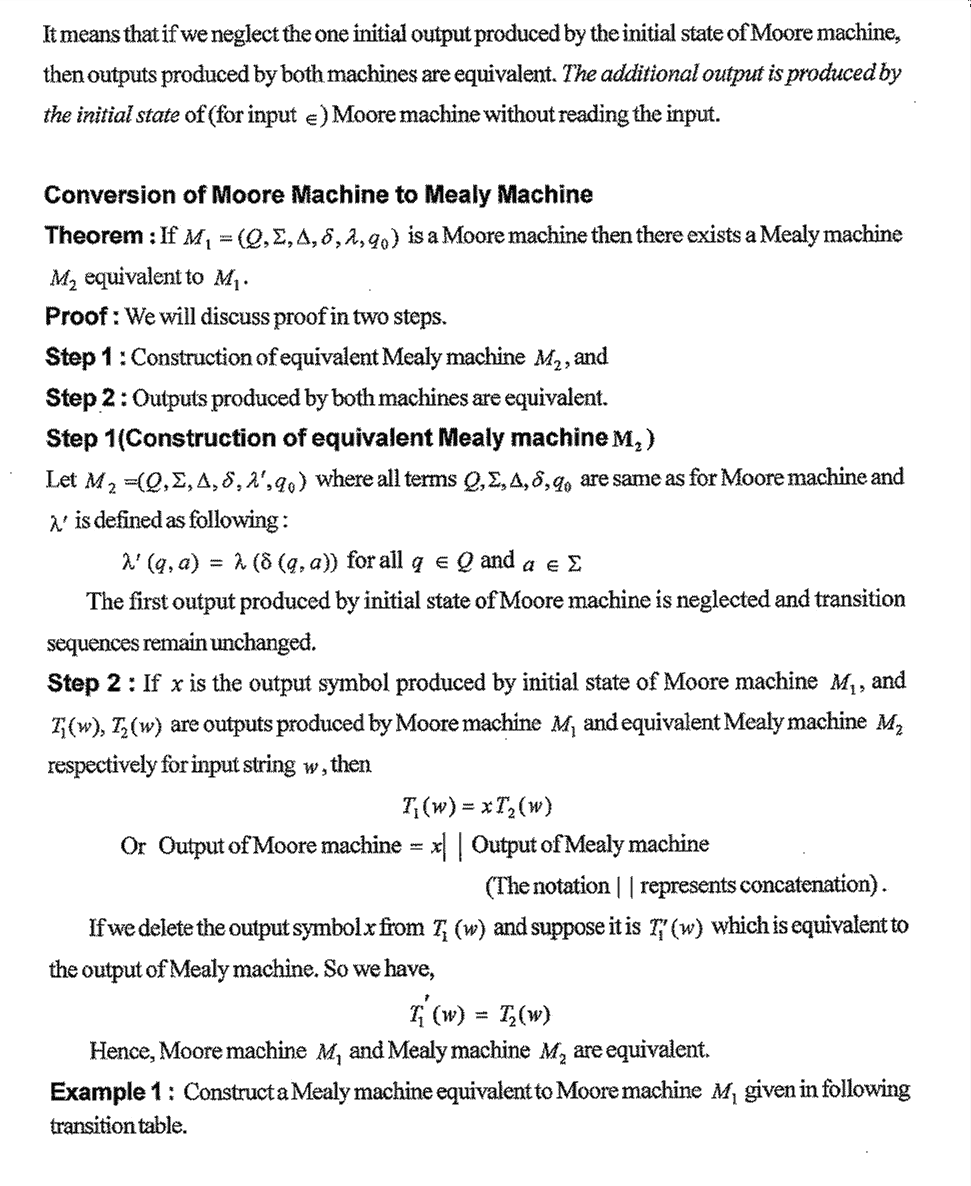 It means that if we neglect the one initial output produced by the initial state of Moore machine,
then outputs produced by both machines are equivalent. The additional output is produced by
the initial state of (for input ∈) Moore machine without reading the input.
Conversion of Moore Machine to Mealy Machine
Theorem : If M₁ = (Q, Σ, Δ, δ, λ, q₀) is a Moore machine then there exists a Mealy machine
M₂ equivalent to M₁.
Proof : We will discuss proof in two steps.
Step 1 : Construction of equivalent Mealy machine M₂, and
Step 2 : Outputs produced by both machines are equivalent.
Step 1(Construction of equivalent Mealy machine M₂)
Let M₂ =(Q, Σ, Δ, δ, λ', q₀) where all terms Q, Σ, Δ, δ, q₀ are same as for Moore machine and
λ' is defined as following :
λ' (q, a) = λ (δ (q, a)) for all q ∈ Q and a ∈ Σ
The first output produced by initial state of Moore machine is neglected and transition
sequences remain unchanged.
Step 2 : If x is the output symbol produced by initial state of Moore machine M₁, and
T₁(w), T₂(w) are outputs produced by Moore machine M₁ and equivalent Mealy machine M₂
respectively for input string w, then
T₁(w) = x T₂(w)
Or Output of Moore machine = x| | Output of Mealy machine
(The notation | | represents concatenation).
If we delete the output symbol x from T₁ (w) and suppose it is T₁'(w) which is equivalent to
the output of Mealy machine. So we have,
T₁'(w) = T₂(w)
Hence, Moore machine M₁ and Mealy machine M₂ are equivalent.
Example 1 : Construct a Mealy machine equivalent to Moore machine M₁ given in following
transition table.